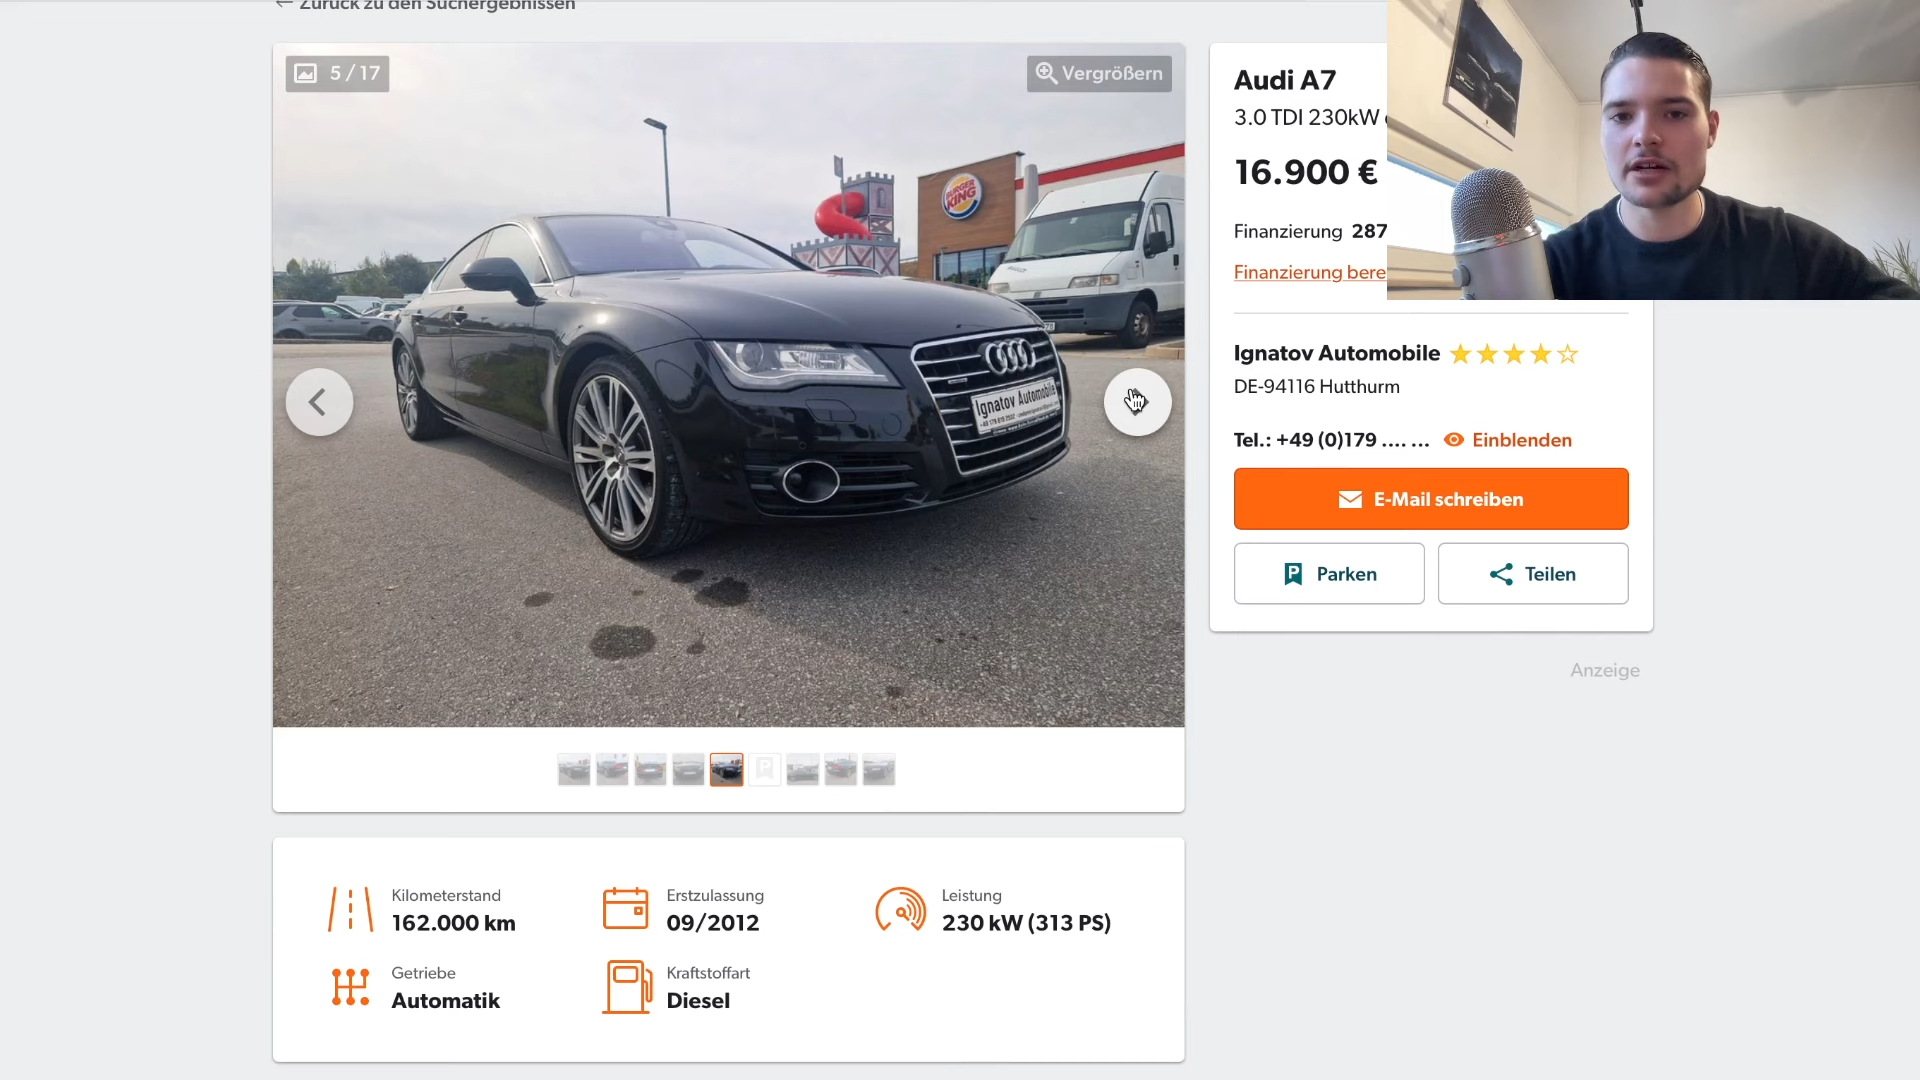 ← Zurück zu den Suchergebnissen
5 / 17
Vergrößern
BURGER KING
Ignatov Automobile
Audi A7
3.0 TDI 230kW
16.900 €
Finanzierung 287
Finanzierung bere
Ignatov Automobile
DE-94116 Hutthurm
Tel.: +49 (0)179 .... ... Einblenden
E-Mail schreiben
P Parken
Teilen
Anzeige
P
Kilometerstand
162.000 km
Erstzulassung
09/2012
Leistung
230 kW (313 PS)
Getriebe
Automatik
Kraftstoffart
Diesel